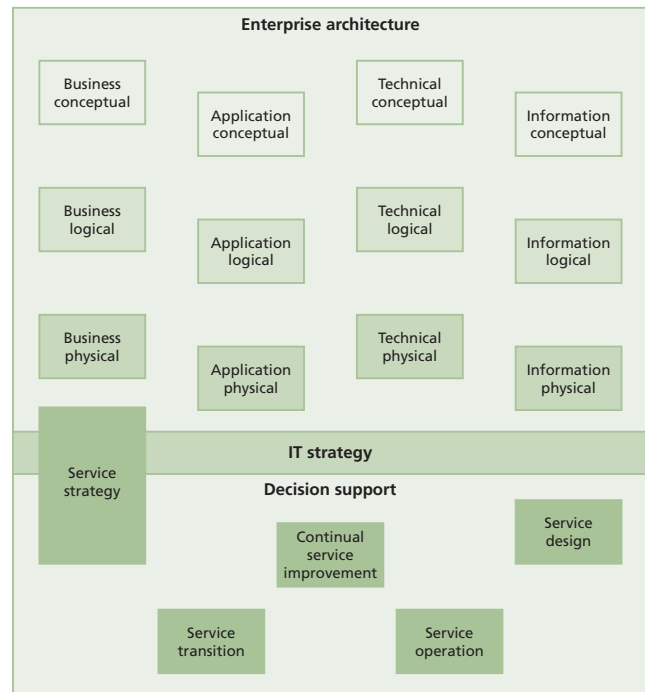 Enterprise architecture
Business
conceptual
Application
conceptual
Technical
conceptual
Information
conceptual
Business
logical
Application
logical
Technical
logical
Information
logical
Business
physical
Application
physical
Technical
physical
Information
physical
IT strategy
Service
strategy
Decision support
Continual
service
improvement
Service
design
Service
transition
Service
operation